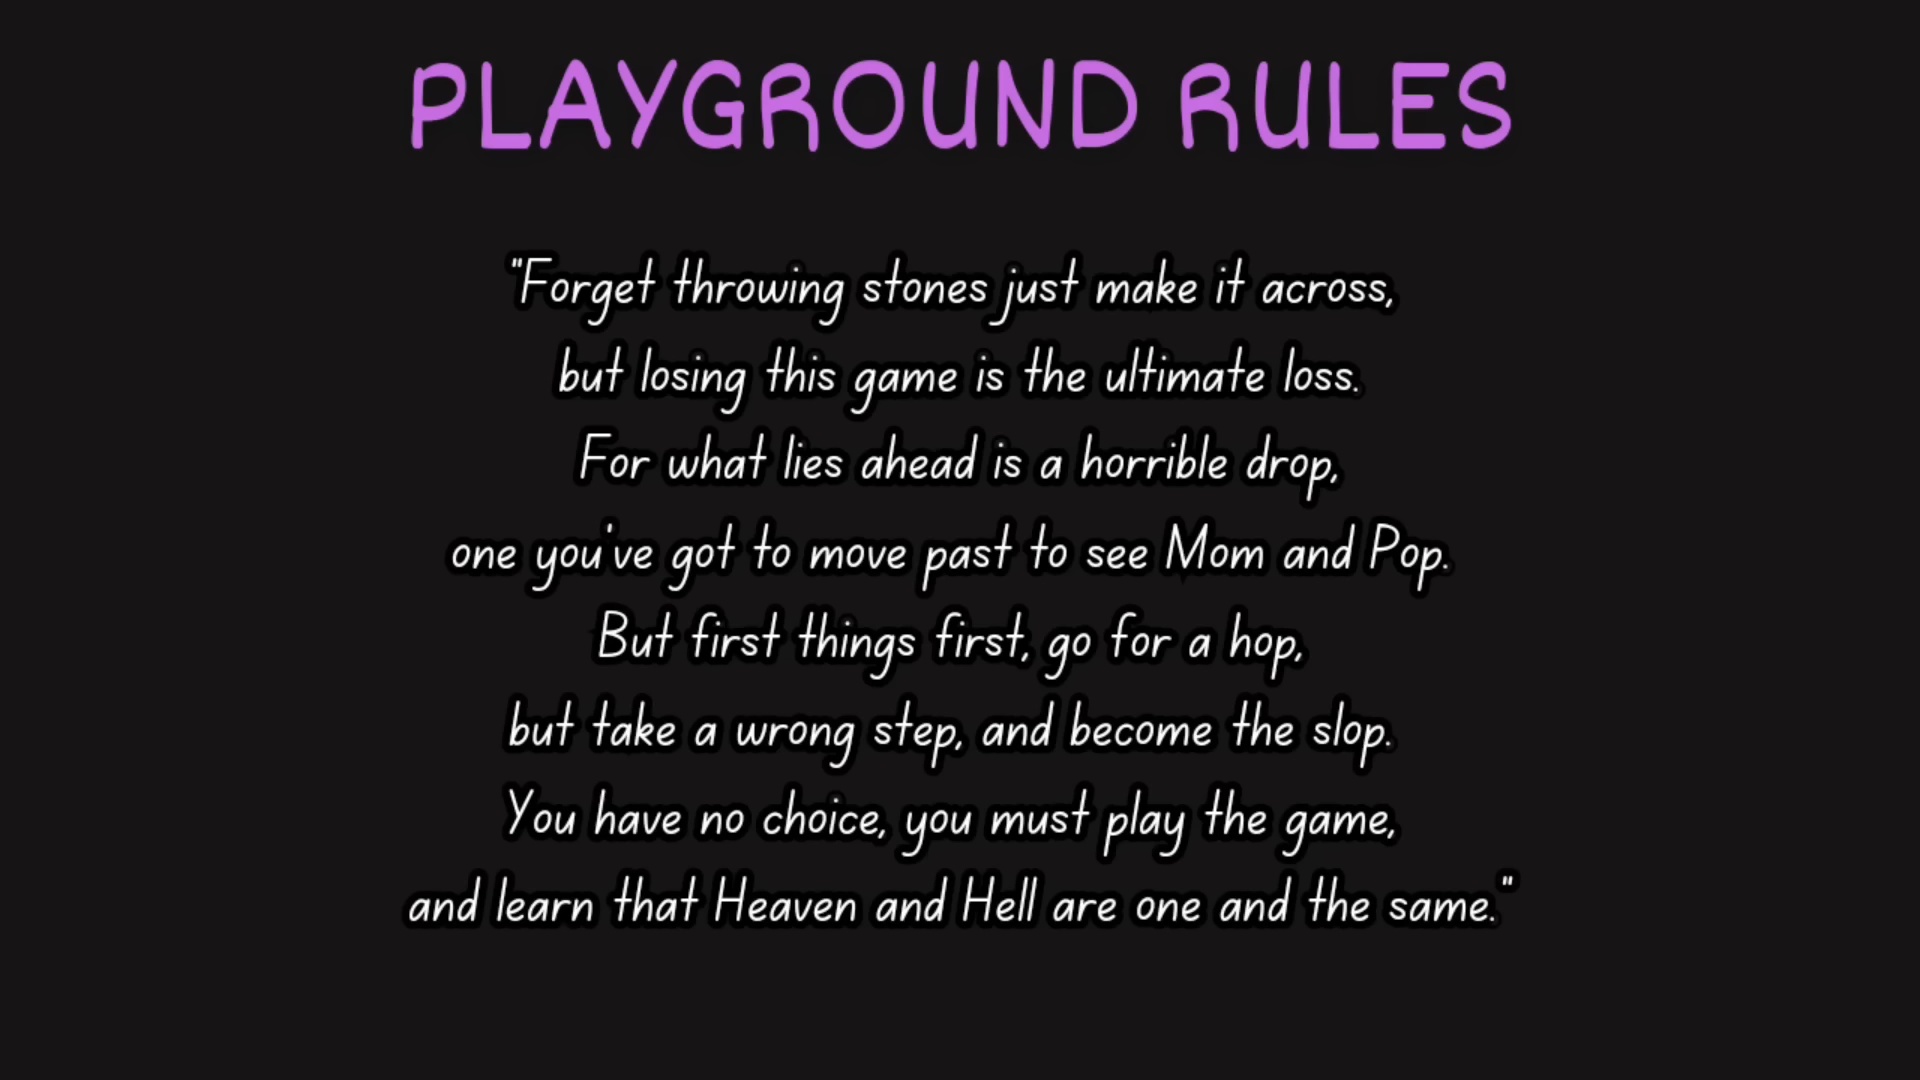 PLAYGROUND RULES
"Forget throwing stones just make it across,
but losing this game is the ultimate loss.
For what lies ahead is a horrible drop,
one you've got to move past to see Mom and Pop.
But first things first, go for a hop,
but take a wrong step, and become the slop.
You have no choice, you must play the game,
and learn that Heaven and Hell are one and the same."